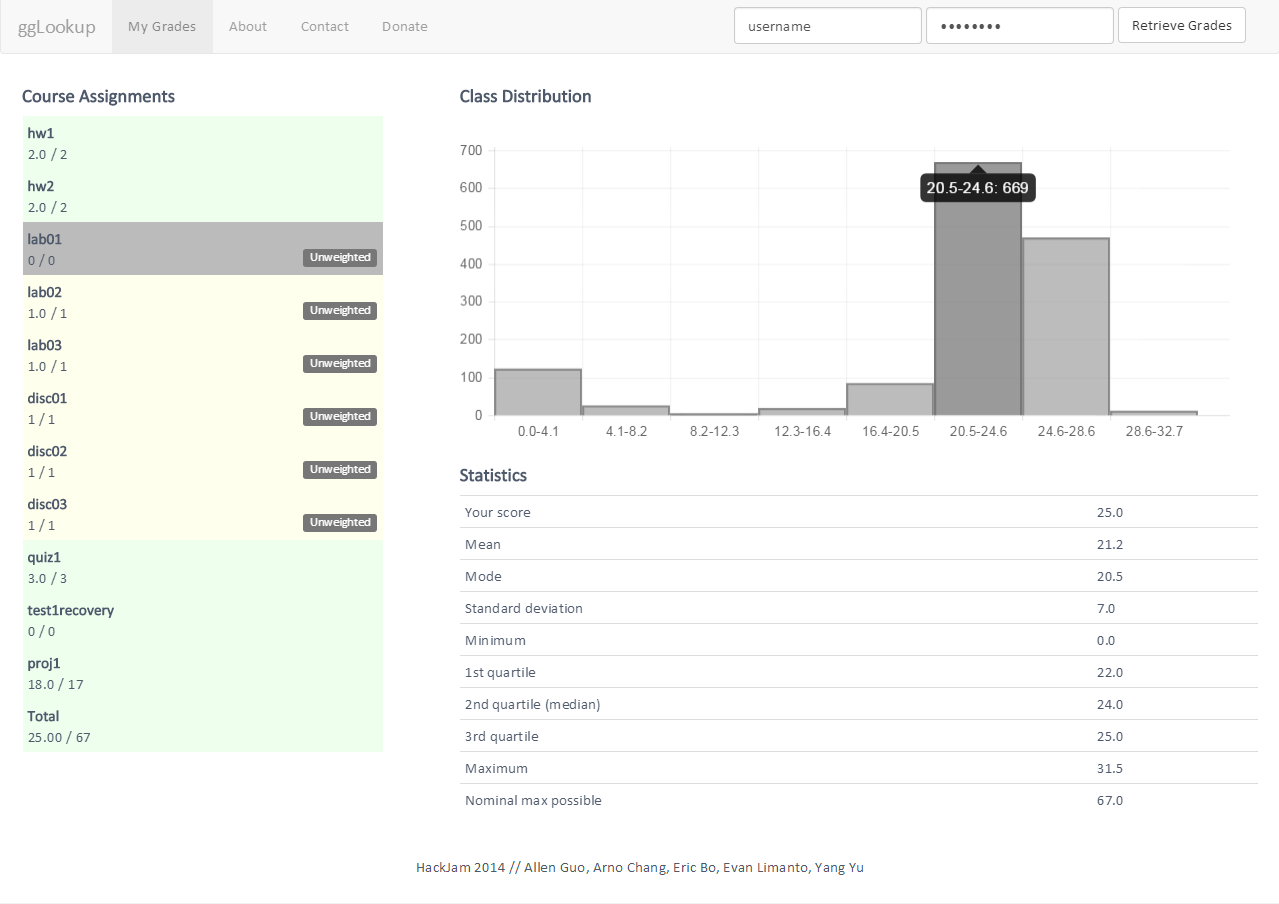 ggLookup My Grades About Contact Donate username •••••••• Retrieve Grades
Course Assignments
hw1
2.0 / 2
hw2
2.0 / 2
lab01
0 / 0 Unweighted
lab02
1.0 / 1 Unweighted
lab03
1.0 / 1 Unweighted
disc01
1 / 1 Unweighted
disc02
1 / 1 Unweighted
disc03
1 / 1 Unweighted
quiz1
3.0 / 3
test1recovery
0 / 0
proj1
18.0 / 17
Total
25.00 / 67
Class Distribution
700
600
500
400
300
200
100
0
20.5-24.6: 669
0.0-4.1 4.1-8.2 8.2-12.3 12.3-16.4 16.4-20.5 20.5-24.6 24.6-28.6 28.6-32.7
Statistics
Your score 25.0
Mean 21.2
Mode 20.5
Standard deviation 7.0
Minimum 0.0
1st quartile 22.0
2nd quartile (median) 24.0
3rd quartile 25.0
Maximum 31.5
Nominal max possible 67.0
HackJam 2014 // Allen Guo, Arno Chang, Eric Bo, Evan Limanto, Yang Yu